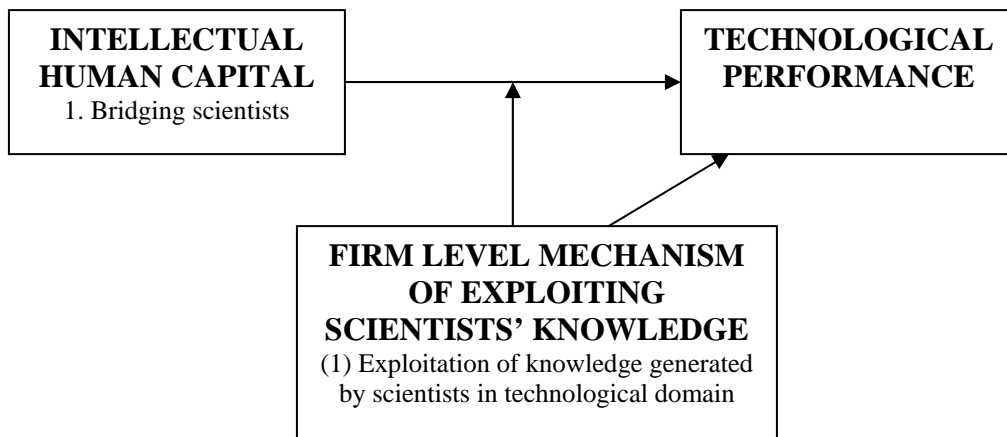 INTELLECTUAL
HUMAN CAPITAL
1. Bridging scientists
TECHNOLOGICAL
PERFORMANCE
FIRM LEVEL MECHANISM
OF EXPLOITING
SCIENTISTS’ KNOWLEDGE
(1) Exploitation of knowledge generated
by scientists in technological domain